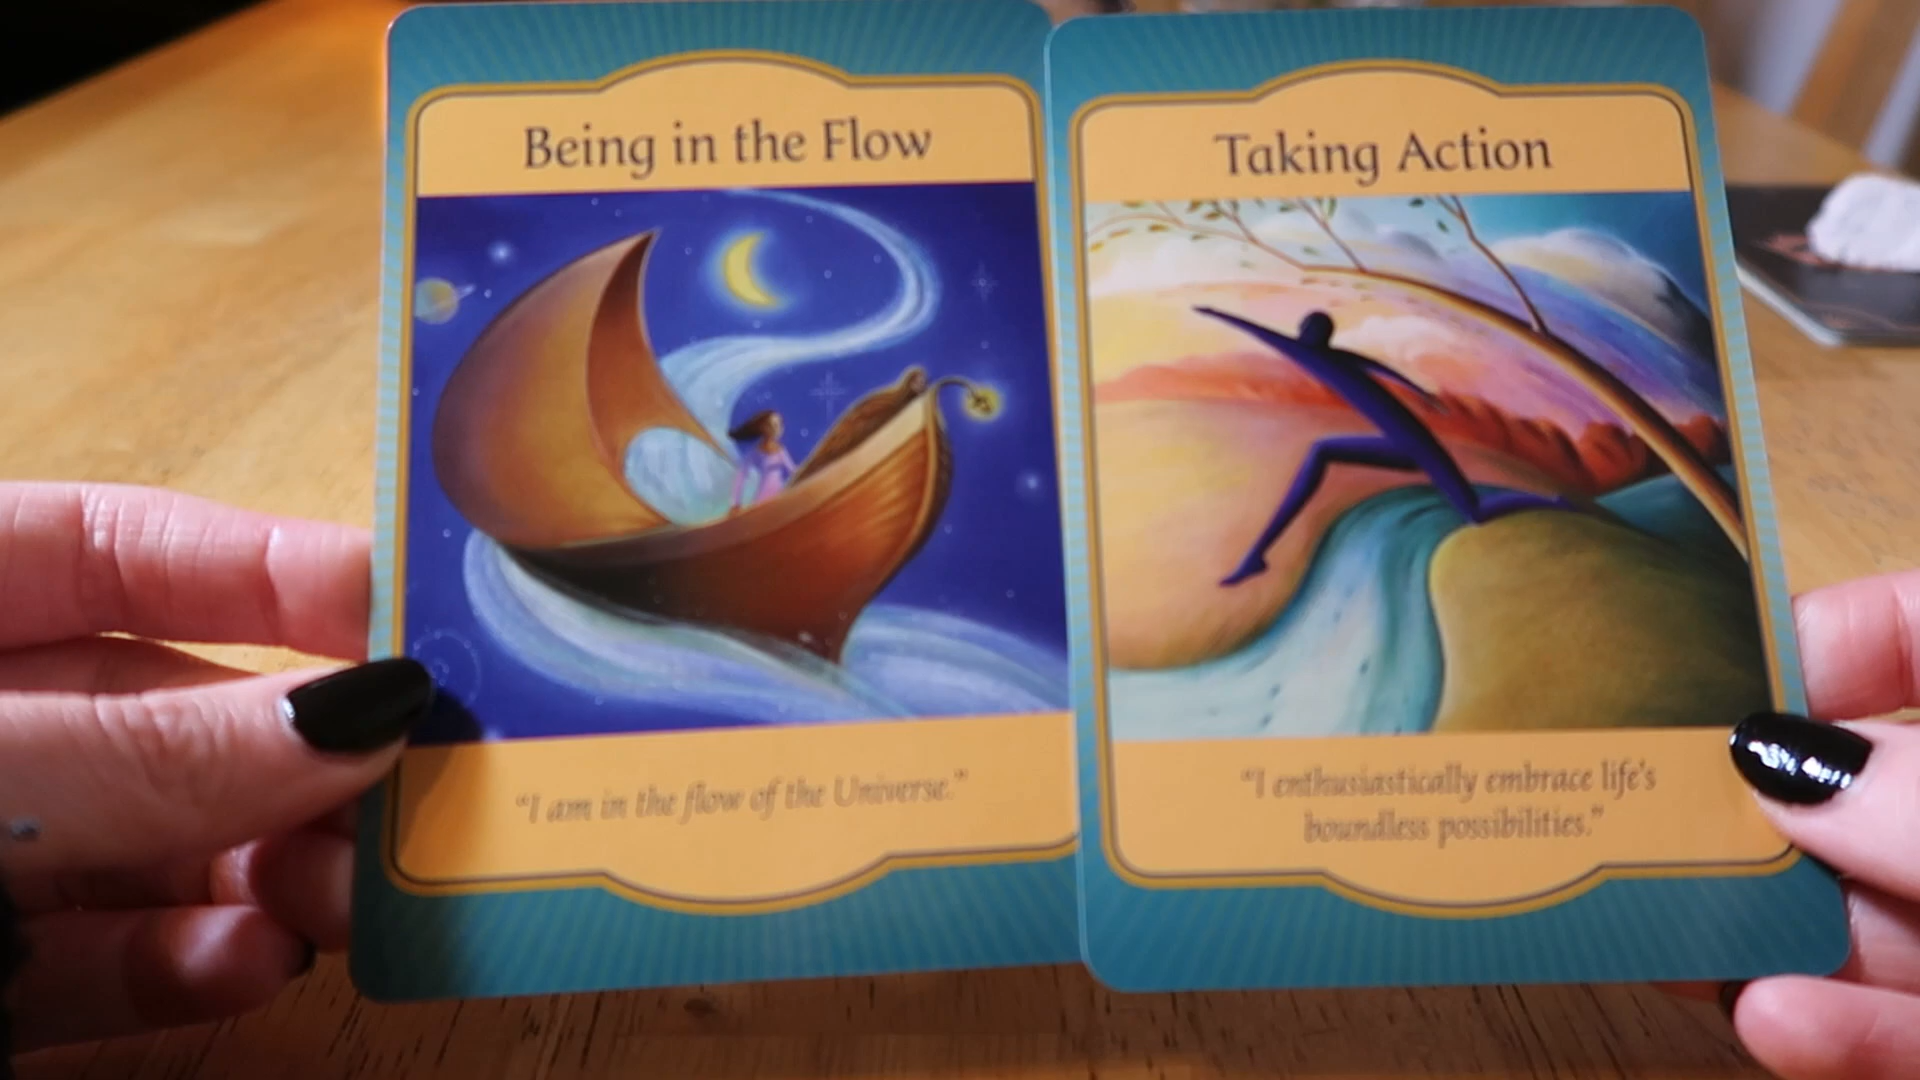 Being in the Flow
“I am in the flow of the Universe.”
Taking Action
“I enthusiastically embrace life's
boundless possibilities.”